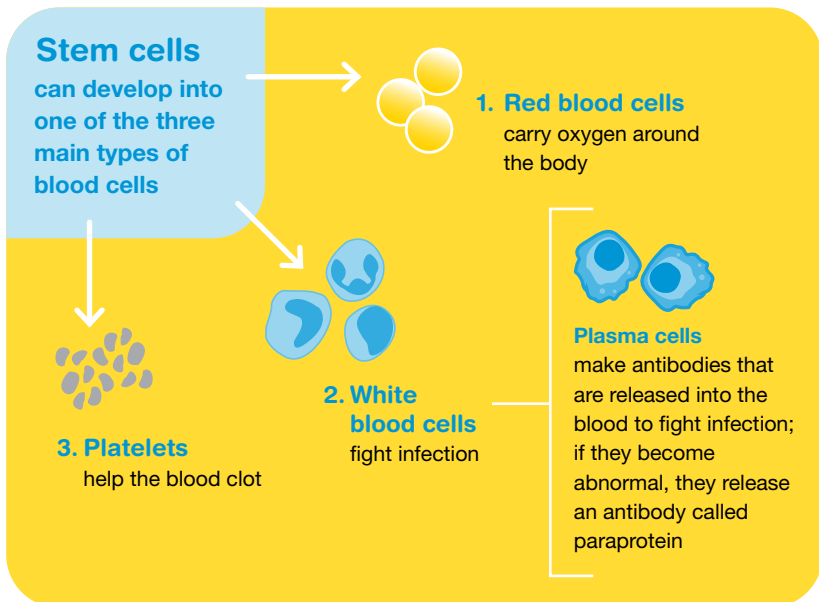 Stem cells
can develop into
one of the three
main types of
blood cells
1. Red blood cells
carry oxygen around
the body
2. White
blood cells
fight infection
Plasma cells
make antibodies that
are released into the
blood to fight infection;
if they become
abnormal, they release
an antibody called
paraprotein
3. Platelets
help the blood clot